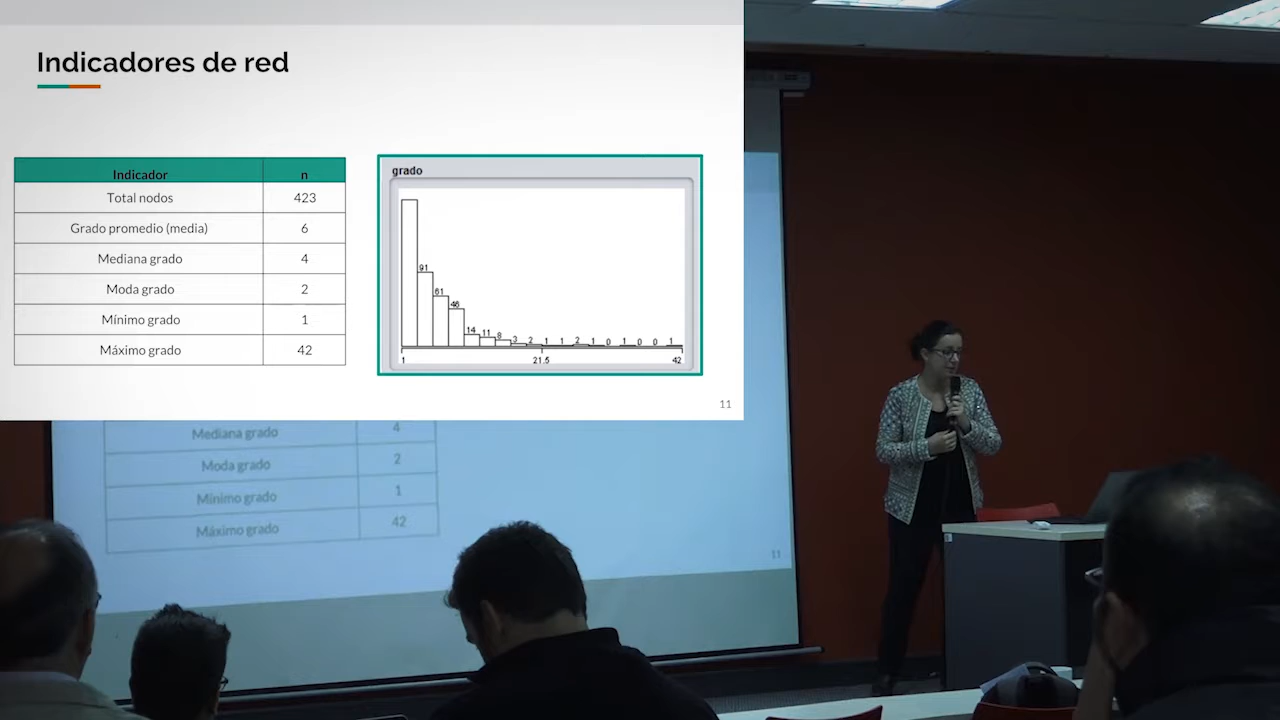 Indicadores de red
Indicador n
Total nodos 423
Grado promedio (media) 6
Mediana grado 4
Moda grado 2
Mínimo grado 1
Máximo grado 42
grado
91
61
46
14 11 8 3 2 1 1 2 1 0 1 0 0 1
1 21.5 42
11
Mediana grado 4
Moda grado 2
Mínimo grado 1
Máximo grado 42
11